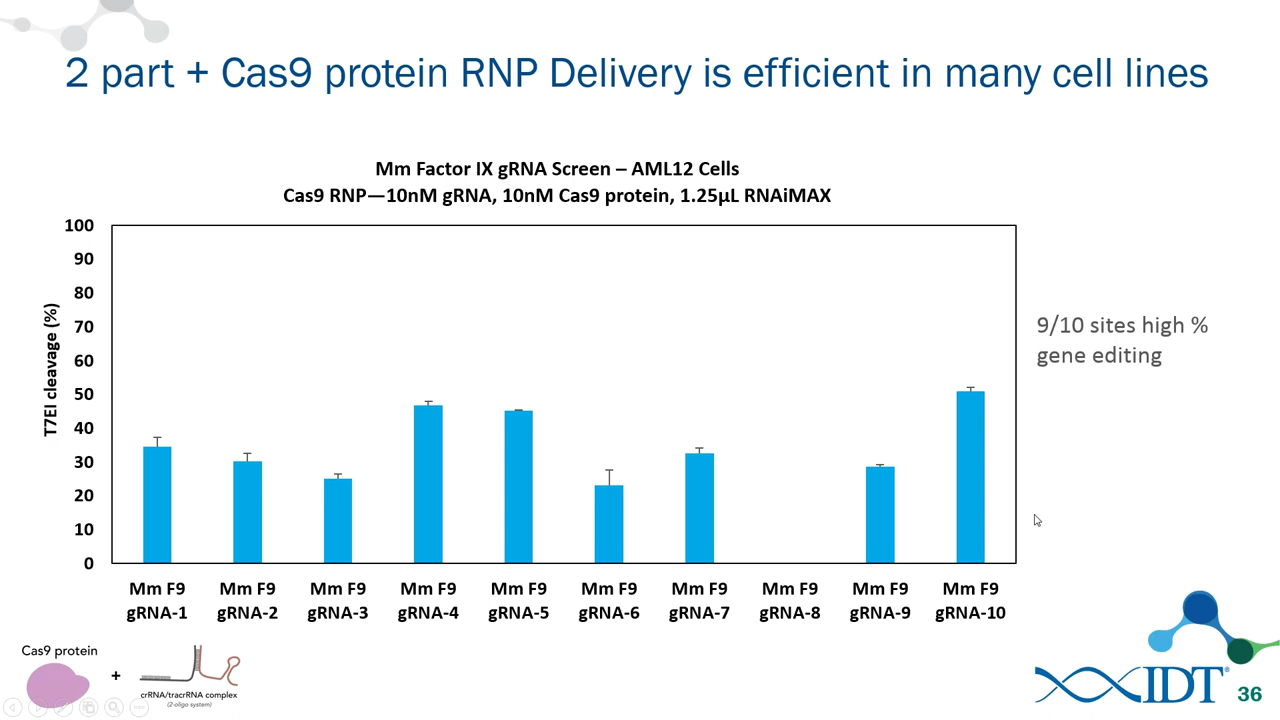 2 part + Cas9 protein RNP Delivery is efficient in many cell lines
Mm Factor IX gRNA Screen – AML12 Cells
Cas9 RNP—10nM gRNA, 10nM Cas9 protein, 1.25µL RNAiMAX
T7EI cleavage (%)
100
90
80
70
60
50
40
30
20
10
0
Mm F9 gRNA-1
Mm F9 gRNA-2
Mm F9 gRNA-3
Mm F9 gRNA-4
Mm F9 gRNA-5
Mm F9 gRNA-6
Mm F9 gRNA-7
Mm F9 gRNA-8
Mm F9 gRNA-9
Mm F9 gRNA-10
9/10 sites high %
gene editing
Cas9 protein
+
crRNA/tracrRNA complex
(2-oligo system)
IDT®
36